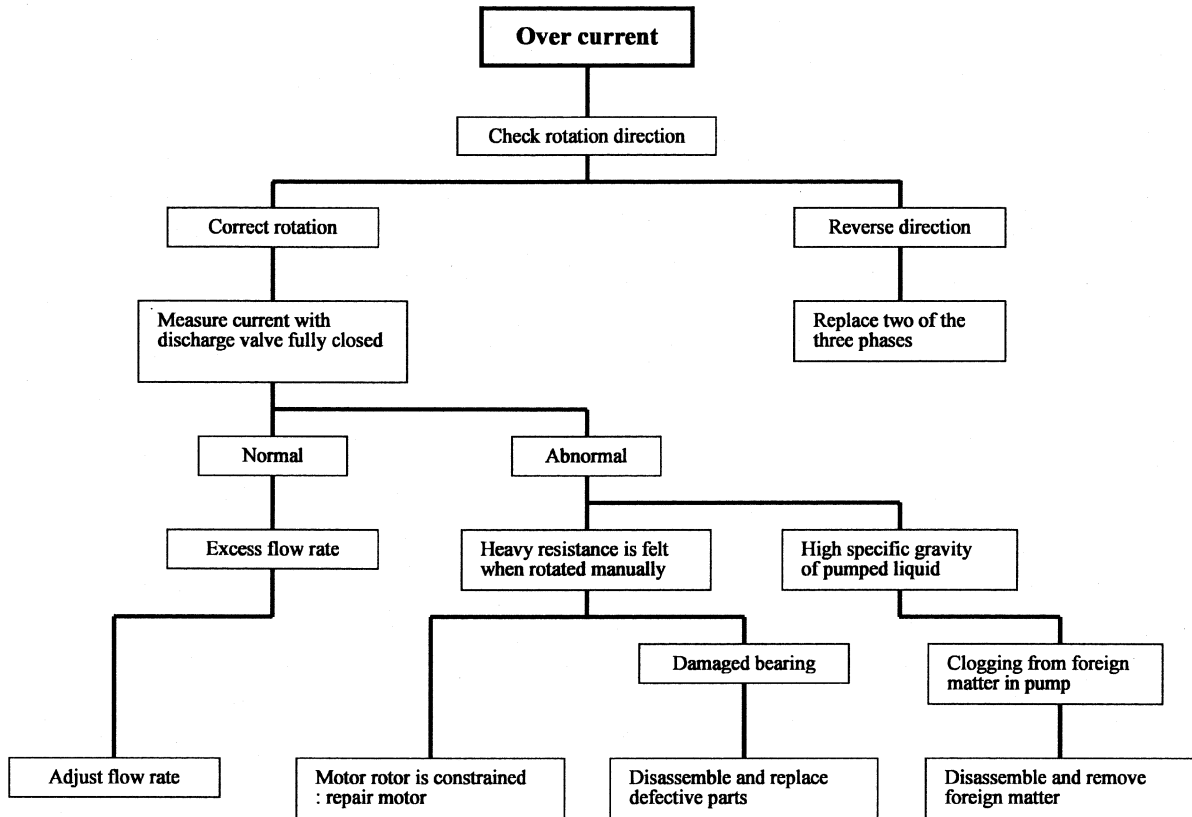 Over current
Check rotation direction
Correct rotation
Reverse direction
Measure current with
discharge valve fully closed
Replace two of the
three phases
Normal
Abnormal
Excess flow rate
Heavy resistance is felt
when rotated manually
High specific gravity
of pumped liquid
Damaged bearing
Clogging from foreign
matter in pump
Adjust flow rate
Motor rotor is constrained
: repair motor
Disassemble and replace
defective parts
Disassemble and remove
foreign matter